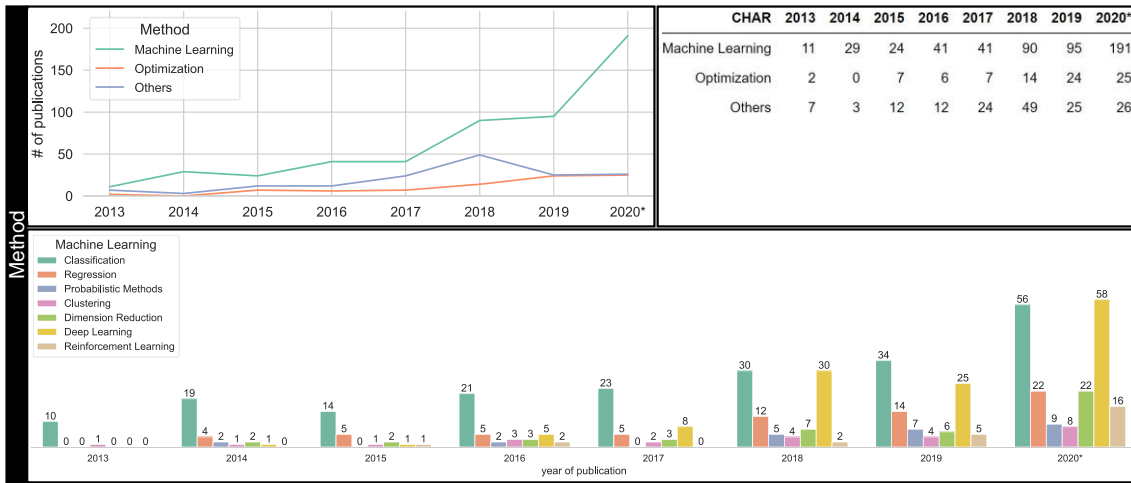 Method
Method
Machine Learning
Optimization
Others
# of publications
200
150
100
50
0
2013 2014 2015 2016 2017 2018 2019 2020*
CHAR 2013 2014 2015 2016 2017 2018 2019 2020*
Machine Learning 11 29 24 41 41 90 95 191
Optimization 2 0 7 6 7 14 24 25
Others 7 3 12 12 24 49 25 26
Machine Learning
Classification
Regression
Probabilistic Methods
Clustering
Dimension Reduction
Deep Learning
Reinforcement Learning
10 0 0 1 0 0 0
19 4 2 1 2 1 0
14 5 0 1 2 1 1
21 5 2 3 3 5 2
23 5 0 2 3 8 0
30 12 5 4 7 30 2
34 14 7 4 6 25 5
56 22 9 8 22 58 16
2013 2014 2015 2016 2017 2018 2019 2020*
year of publication